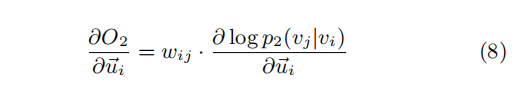 ∂O₂/∂u⃗ᵢ = wᵢⱼ · ∂ log p₂(vⱼ|vᵢ)/∂u⃗ᵢ (8)